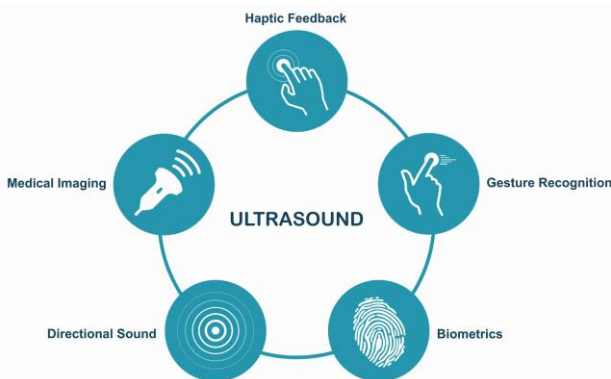 Haptic Feedback
Medical Imaging
Gesture Recognition
ULTRASOUND
Directional Sound
Biometrics